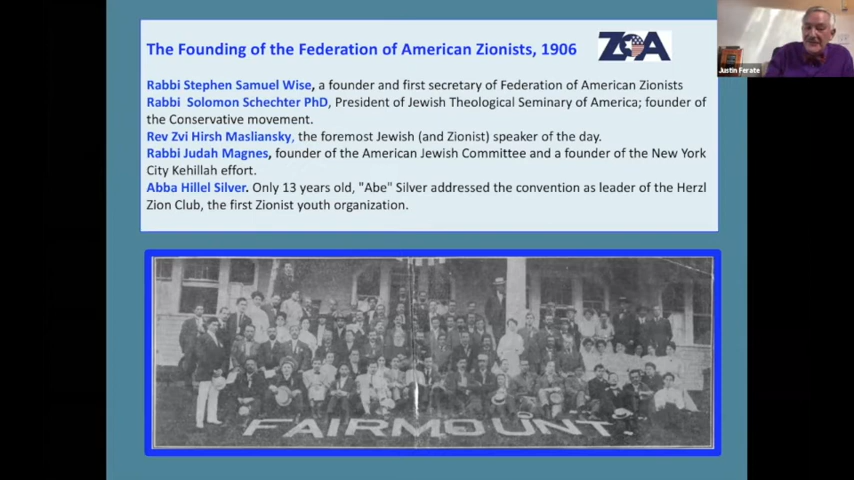 The Founding of the Federation of American Zionists, 1906
ZOA
Rabbi Stephen Samuel Wise, a founder and first secretary of Federation of American Zionists
Rabbi Solomon Schechter PhD, President of Jewish Theological Seminary of America; founder of
the Conservative movement.
Rev Zvi Hirsh Masliansky, the foremost Jewish (and Zionist) speaker of the day.
Rabbi Judah Magnes, founder of the American Jewish Committee and a founder of the New York
City Kehillah effort.
Abba Hillel Silver. Only 13 years old, "Abe" Silver addressed the convention as leader of the Herzl
Zion Club, the first Zionist youth organization.
Justin Ferate
FAIRMOUNT